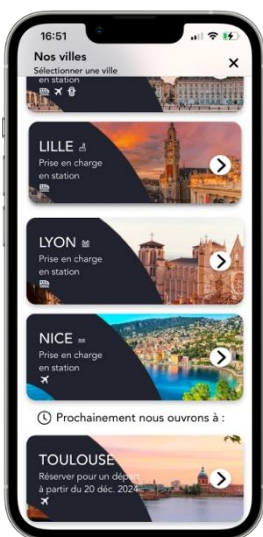 16:51
Nos villes
Sélectionner une ville
en station
LILLE
Prise en charge
en station
LYON
Prise en charge
en station
NICE
Prise en charge
en station
Prochainement nous ouvrons à :
TOULOUSE
Réserver pour un départ
à partir du 20 déc. 2024